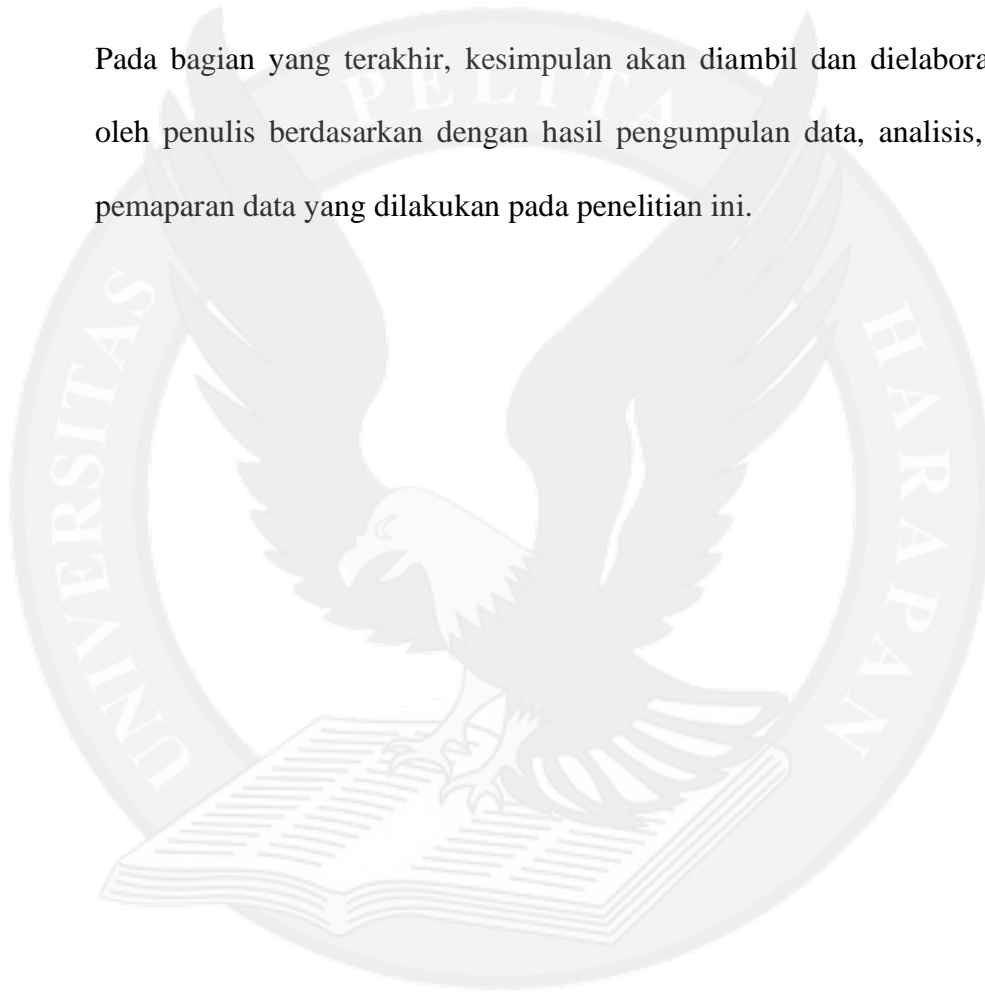 Pada bagian yang terakhir, kesimpulan akan diambil dan dielabora
oleh penulis berdasarkan dengan hasil pengumpulan data, analisis,
pemaparan data yang dilakukan pada penelitian ini.
UNIVERSITAS PELITA HARAPAN